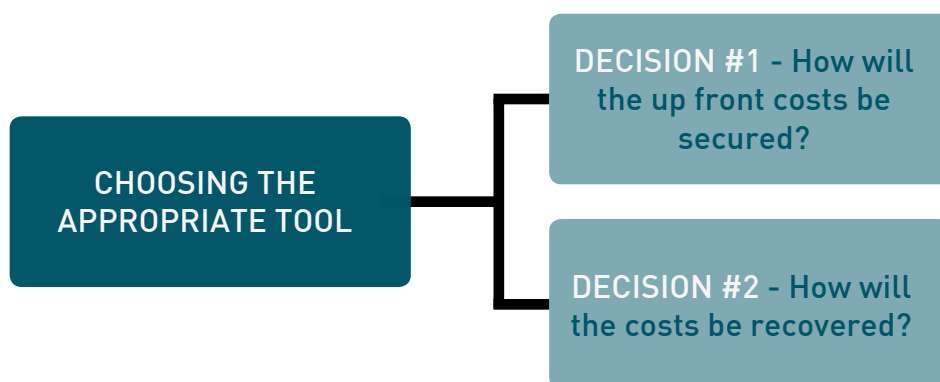 CHOOSING THE
APPROPRIATE TOOL
DECISION #1 - How will
the up front costs be
secured?
DECISION #2 - How will
the costs be recovered?